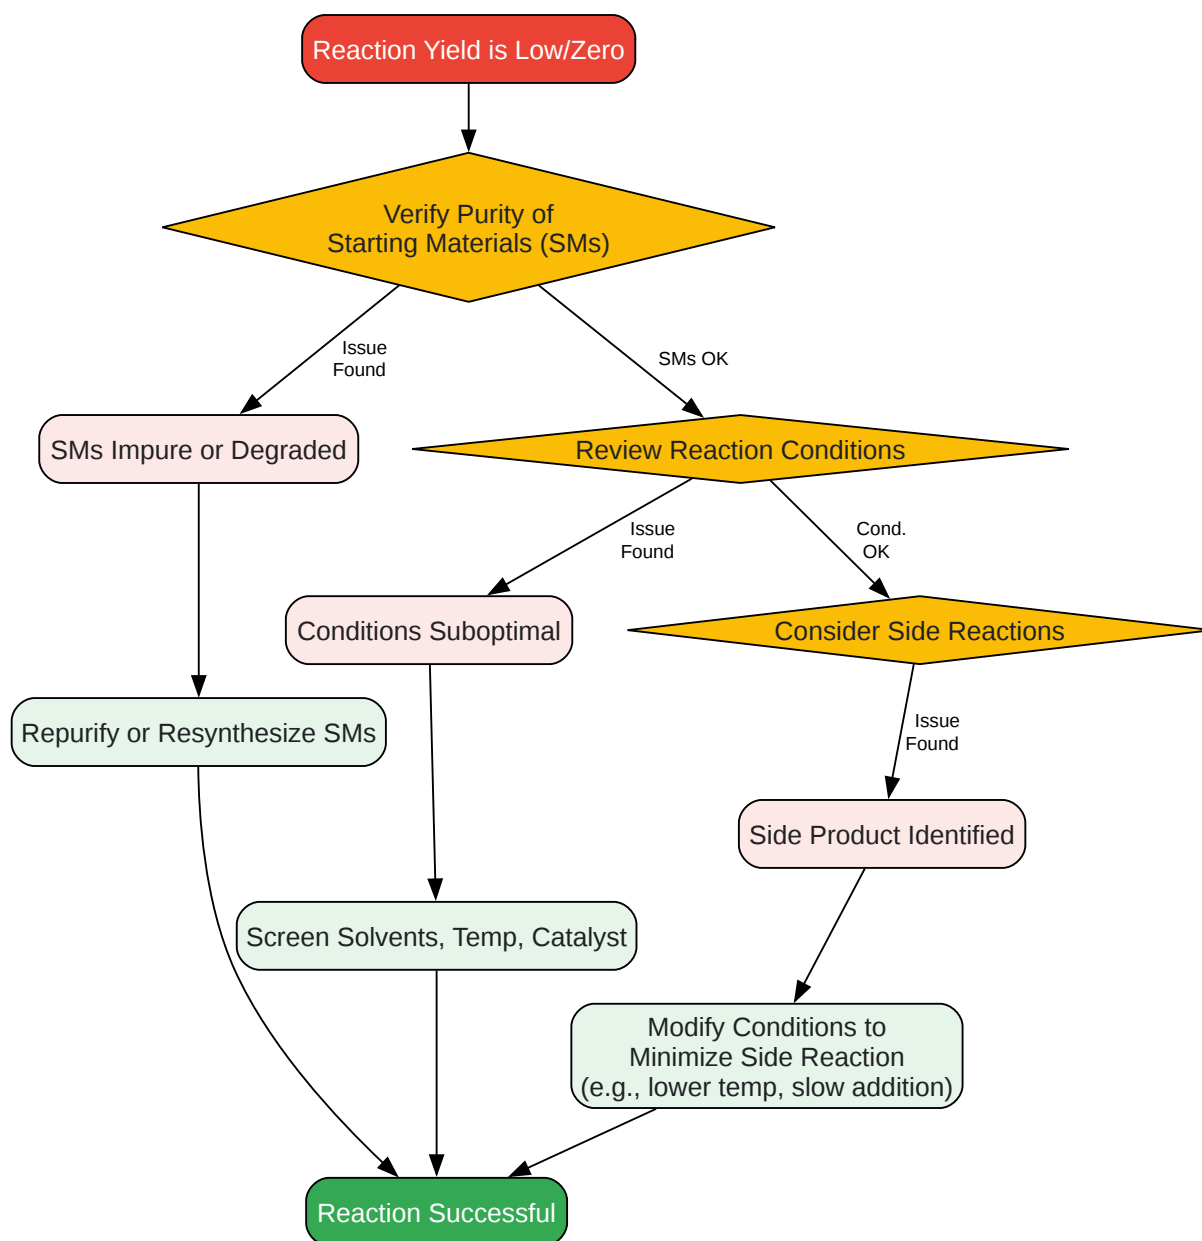 Reaction Yield is Low/Zero
Verify Purity of
Starting Materials (SMs)
Issue
Found
SMs OK
SMs Impure or Degraded
Review Reaction Conditions
Issue
Found
Cond.
OK
Conditions Suboptimal
Consider Side Reactions
Repurify or Resynthesize SMs
Issue
Found
Side Product Identified
Screen Solvents, Temp, Catalyst
Modify Conditions to
Minimize Side Reaction
(e.g., lower temp, slow addition)
Reaction Successful